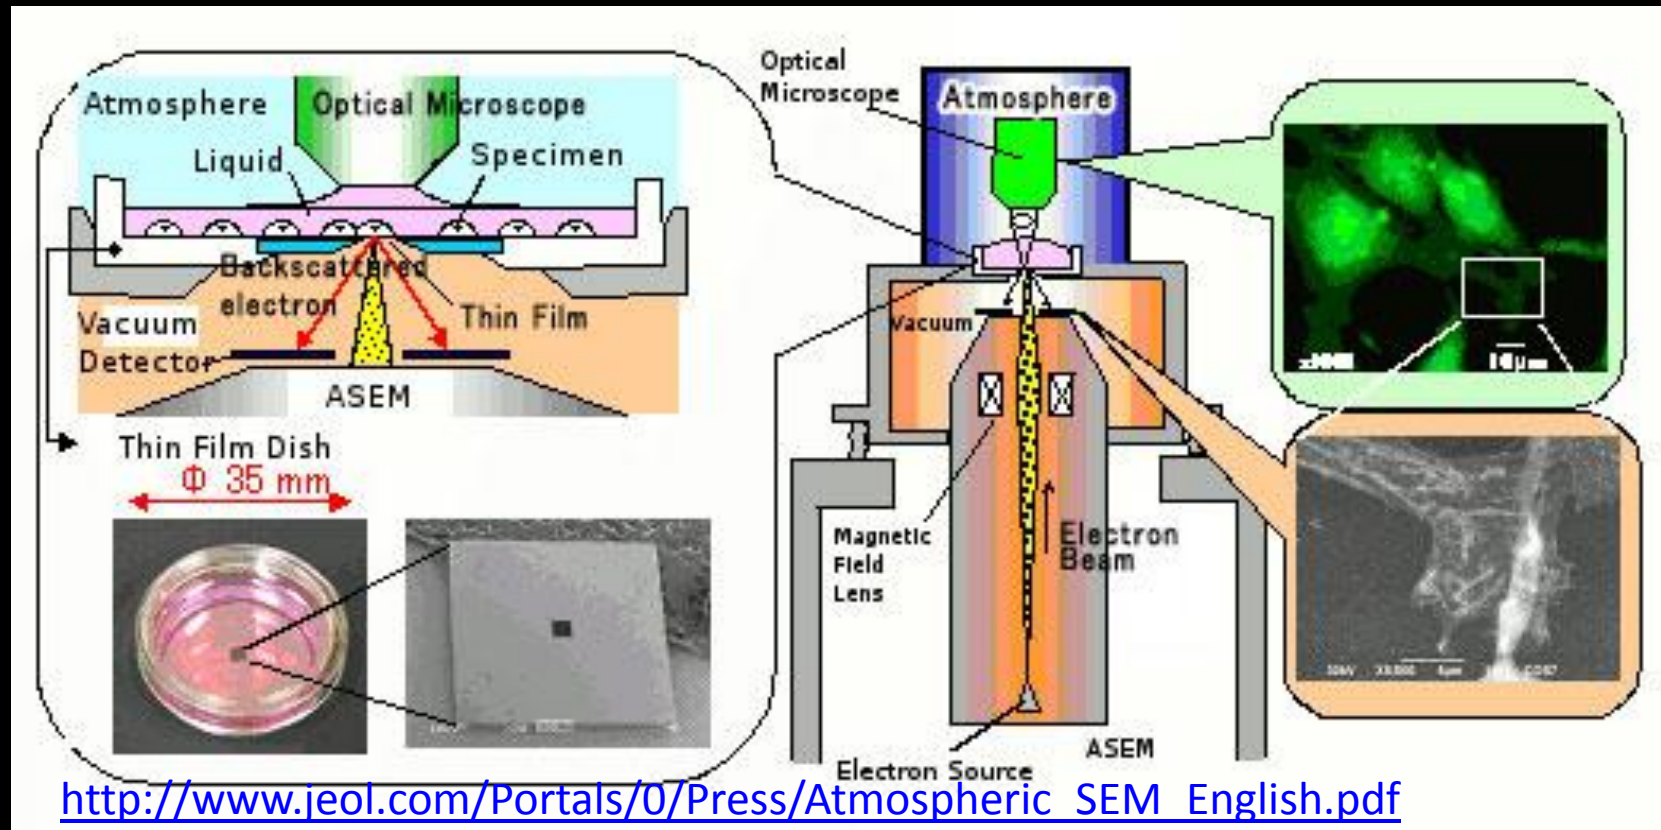 Atmosphere
Optical Microscope
Liquid
Specimen
Backscattered
electron
Thin Film
Vacuum
Detector
ASEM
Thin Film Dish
Φ 35 mm
Optical
Microscope
Atmosphere
Vacuum
Magnetic
Field
Lens
Electron
Beam
Electron Source
ASEM
10µm
http://www.jeol.com/Portals/0/Press/Atmospheric_SEM_English.pdf